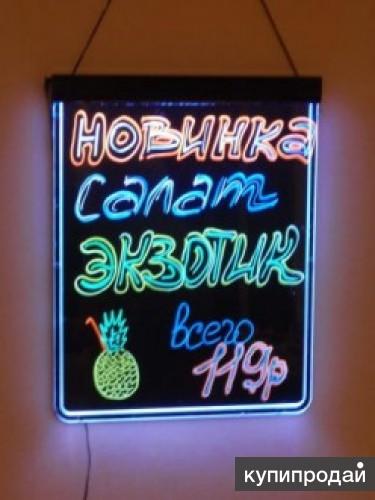 НОВИНКА
Салат
ЭКЗОТИК
всего
119р
купипродай